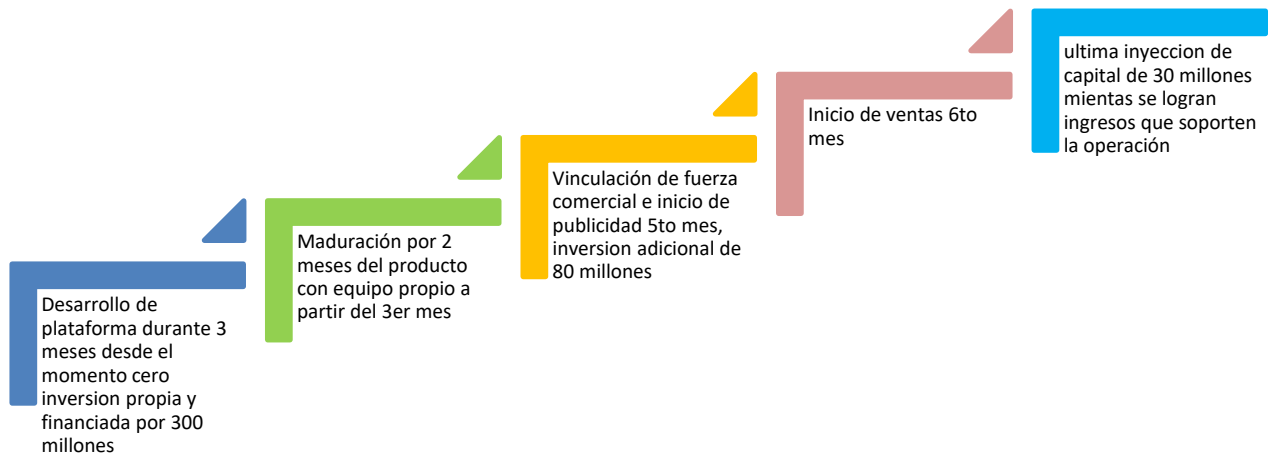 Desarrollo de
plataforma durante 3
meses desde el
momento cero
inversion propia y
financiada por 300
millones
Maduración por 2
meses del producto
con equipo propio a
partir del 3er mes
Vinculación de fuerza
comercial e inicio de
publicidad 5to mes,
inversion adicional de
80 millones
Inicio de ventas 6to
mes
ultima inyeccion de
capital de 30 millones
mientas se logran
ingresos que soporten
la operación